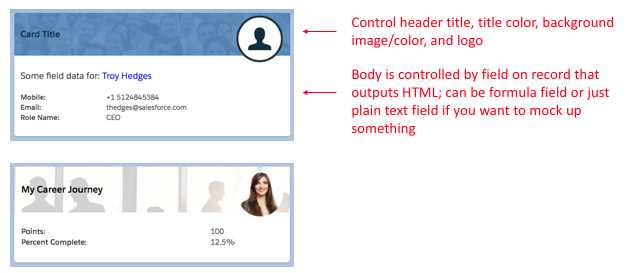 Card Title
Some field data for: Troy Hedges
Mobile: +1 5124845384
Email: thedges@salesforce.com
Role Name: CEO
Control header title, title color, background
image/color, and logo
Body is controlled by field on record that
outputs HTML; can be formula field or just
plain text field if you want to mock up
something
My Career Journey
Points: 100
Percent Complete: 12.5%